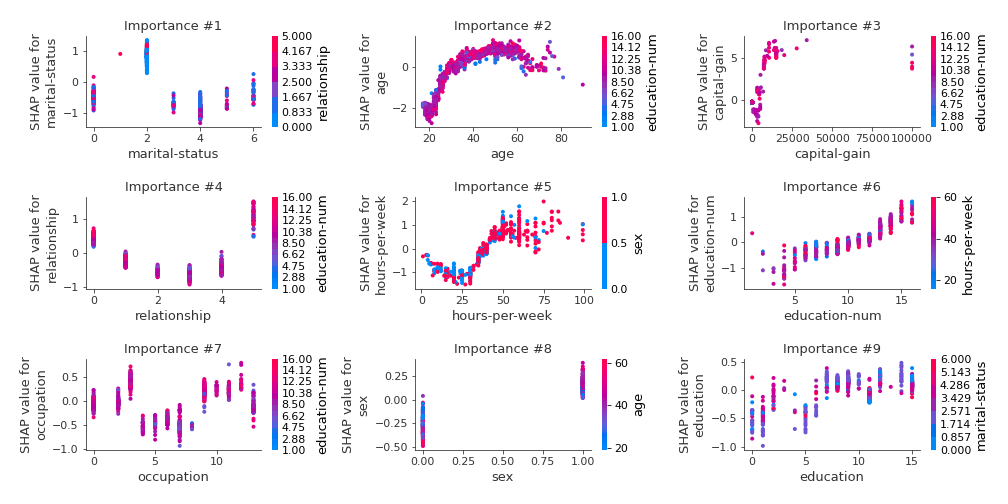 Importance #1
SHAP value for
marital-status
1
0
−1
0
2
4
6
marital-status
5.000
4.167
3.333
2.500
1.667
0.833
0.000
relationship
Importance #2
SHAP value for
age
0
−2
20
40
60
80
age
16.00
14.12
12.25
10.38
8.50
6.62
4.75
2.88
1.00
education-num
Importance #3
SHAP value for
capital-gain
5
0
0
25000
50000
75000
100000
capital-gain
16.00
14.12
12.25
10.38
8.50
6.62
4.75
2.88
1.00
education-num
Importance #4
SHAP value for
relationship
1
0
−1
0
2
4
relationship
16.00
14.12
12.25
10.38
8.50
6.62
4.75
2.88
1.00
education-num
Importance #5
SHAP value for
hours-per-week
2
1
0
−1
0
25
50
75
100
hours-per-week
1.0
0.5
0.0
sex
Importance #6
SHAP value for
education-num
1
0
−1
5
10
15
education-num
60
40
20
hours-per-week
Importance #7
SHAP value for
occupation
0.5
0.0
−0.5
−1.0
0
5
10
occupation
16.00
14.12
12.25
10.38
8.50
6.62
4.75
2.88
1.00
education-num
Importance #8
SHAP value for
sex
0.25
0.00
−0.25
−0.50
0.00
0.25
0.50
0.75
1.00
sex
60
40
20
age
Importance #9
SHAP value for
education
0.5
0.0
−0.5
−1.0
0
5
10
15
education
6.000
5.143
4.286
3.429
2.571
1.714
0.857
0.000
marital-status